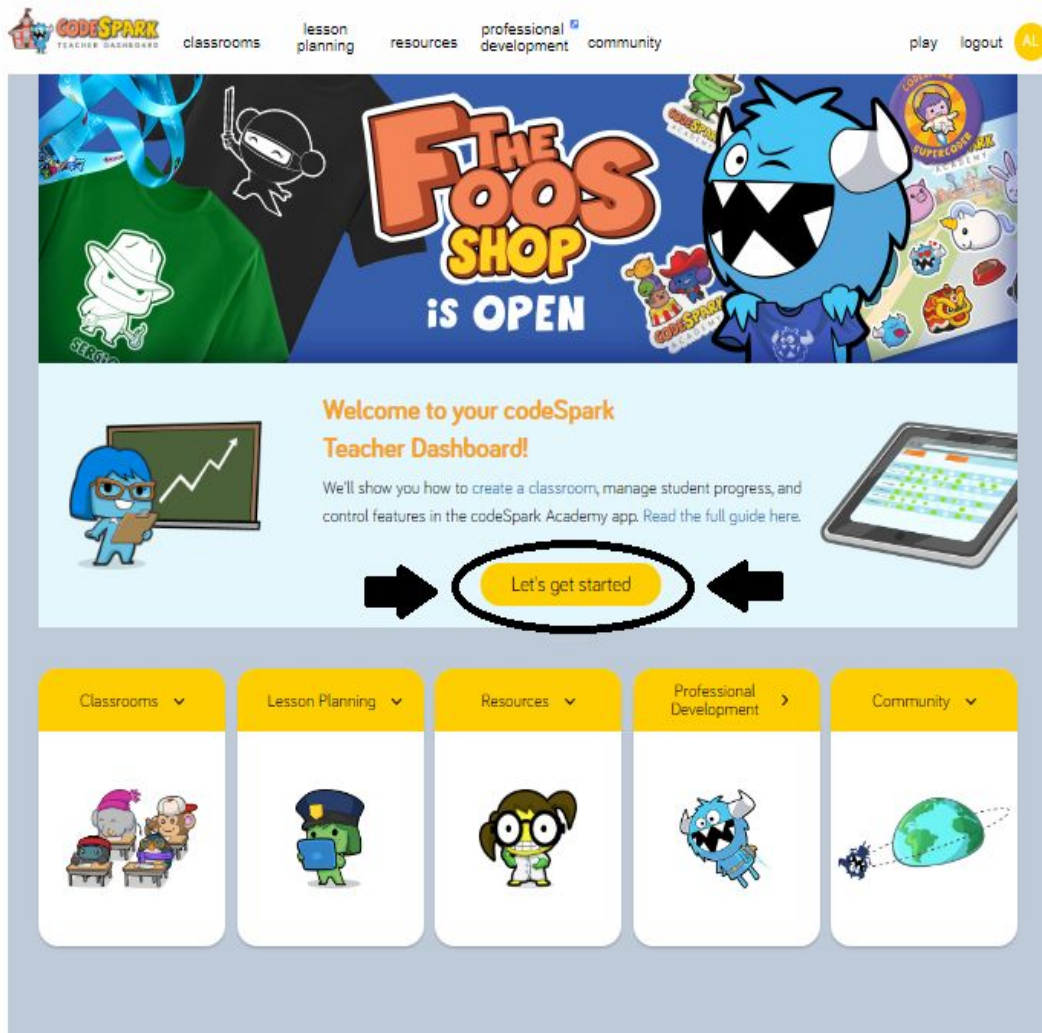 CODESPARK
TEACHER DASHBOARD
classrooms
lesson
planning
resources
professional
development
community
play
logout
AL
THE
FOOS
SHOP
is OPEN
CODESPARK
ACADEMY
SUPERCODER
CODESPARK
ACADEMY
Welcome to your codeSpark
Teacher Dashboard!
We'll show you how to create a classroom, manage student progress, and
control features in the codeSpark Academy app. Read the full guide here.
Let's get started
Classrooms
Lesson Planning
Resources
Professional
Development
Community